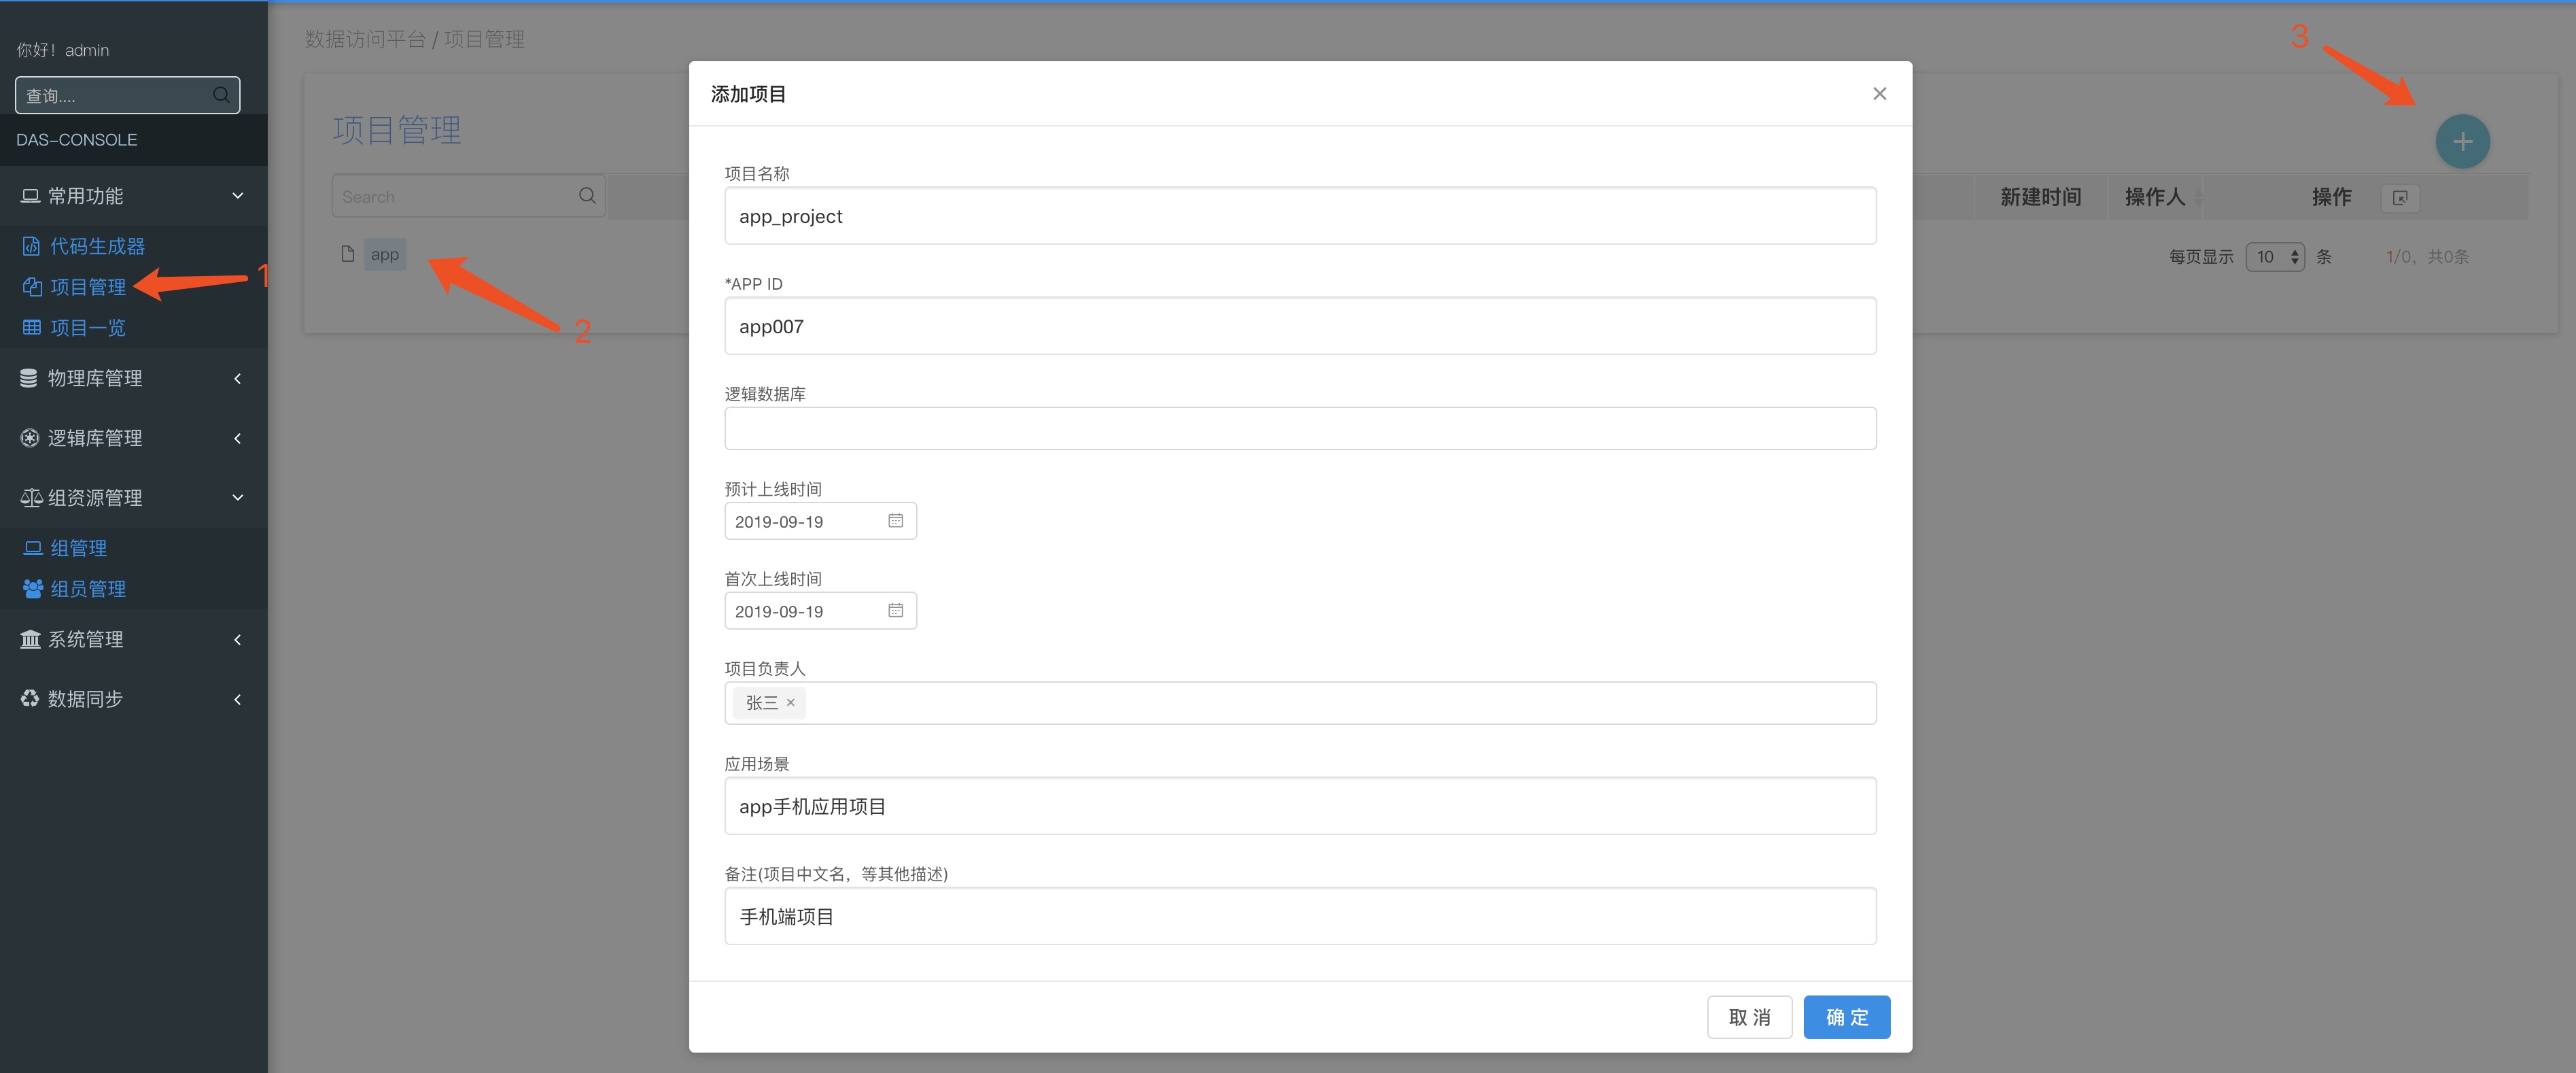 你好！admin
查询....
DAS-CONSOLE
常用功能
代码生成器
项目管理
1
项目一览
物理库管理
逻辑库管理
组资源管理
组管理
组员管理
系统管理
数据同步
数据访问平台 / 项目管理
项目管理
Search
app
2
3
新建时间 操作人 操作
每页显示 10 条 1/0，共0条
添加项目
项目名称
app_project
*APP ID
app007
逻辑数据库
预计上线时间
2019-09-19
首次上线时间
2019-09-19
项目负责人
张三
应用场景
app手机应用项目
备注(项目中文名，等其他描述)
手机端项目
取 消 确 定